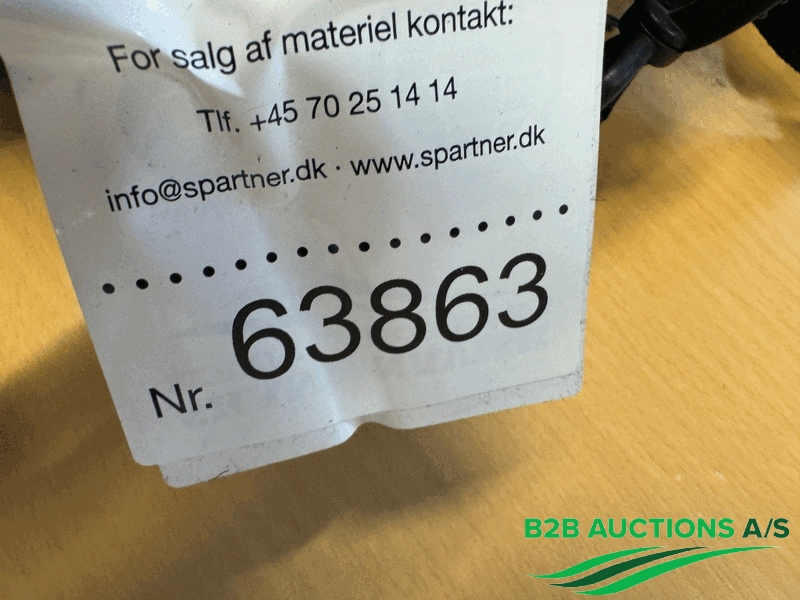 For salg af materiel kontakt:
Tlf. +45 70 25 14 14
info@spartner.dk · www.spartner.dk
Nr. 63863
B2B AUCTIONS A/S